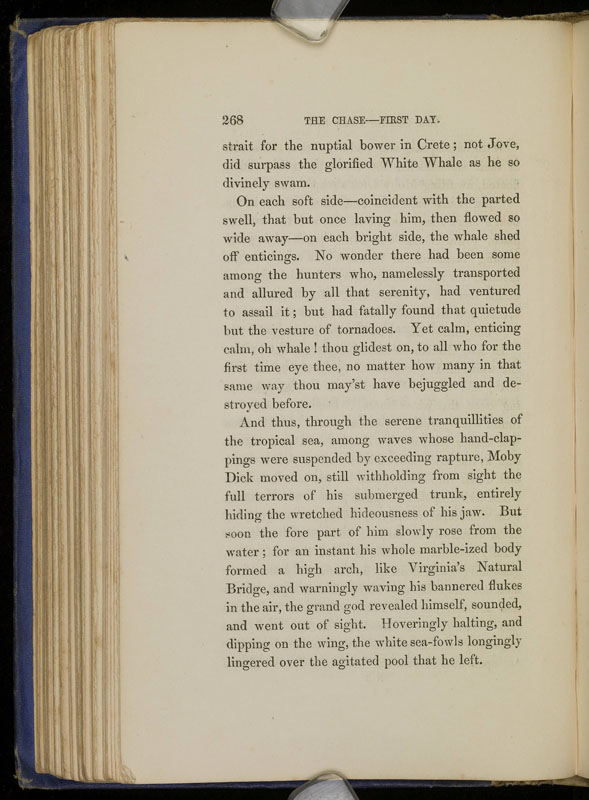 268 THE CHASE—FIRST DAY.
strait for the nuptial bower in Crete; not Jove,
did surpass the glorified White Whale as he so
divinely swam.
On each soft side—coincident with the parted
swell, that but once laving him, then flowed so
wide away—on each bright side, the whale shed
off enticings. No wonder there had been some
among the hunters who, namelessly transported
and allured by all that serenity, had ventured
to assail it; but had fatally found that quietude
but the vesture of tornadoes. Yet calm, enticing
calm, oh whale! thou glidest on, to all who for the
first time eye thee, no matter how many in that
same way thou may'st have bejuggled and de-
stroyed before.
And thus, through the serene tranquillities of
the tropical sea, among waves whose hand-clap-
pings were suspended by exceeding rapture, Moby
Dick moved on, still withholding from sight the
full terrors of his submerged trunk, entirely
hiding the wretched hideousness of his jaw. But
soon the fore part of him slowly rose from the
water; for an instant his whole marble-ized body
formed a high arch, like Virginia's Natural
Bridge, and warningly waving his bannered flukes
in the air, the grand god revealed himself, sounded,
and went out of sight. Hoveringly halting, and
dipping on the wing, the white sea-fowls longingly
lingered over the agitated pool that he left.